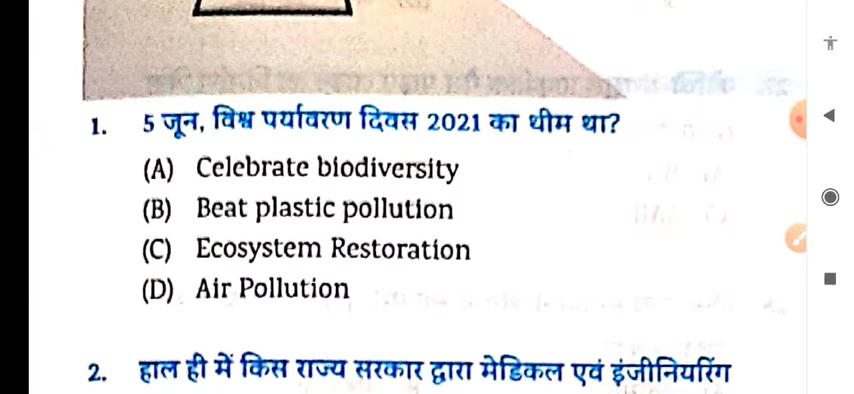 1. 5 जून, विश्व पर्यावरण दिवस 2021 का थीम था?
(A) Celebrate biodiversity
(B) Beat plastic pollution
(C) Ecosystem Restoration
(D) Air Pollution
2. हाल ही में किस राज्य सरकार द्वारा मेडिकल एवं इंजीनियरिंग